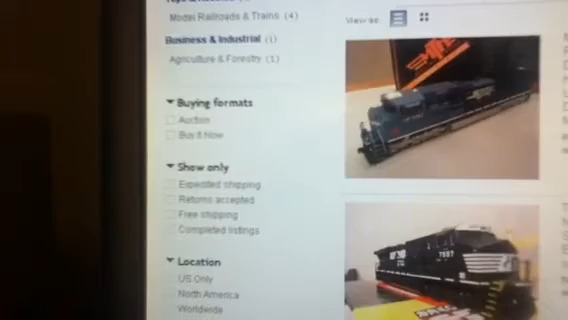 Model Railroads & Trains (4)
View as:
Business & Industrial (1)
Agriculture & Forestry (1)
MTH
Buying formats
Auction
Buy It Now
Show only
Expedited shipping
Returns accepted
Free shipping
Completed listings
Location
US Only
North America
Worldwide